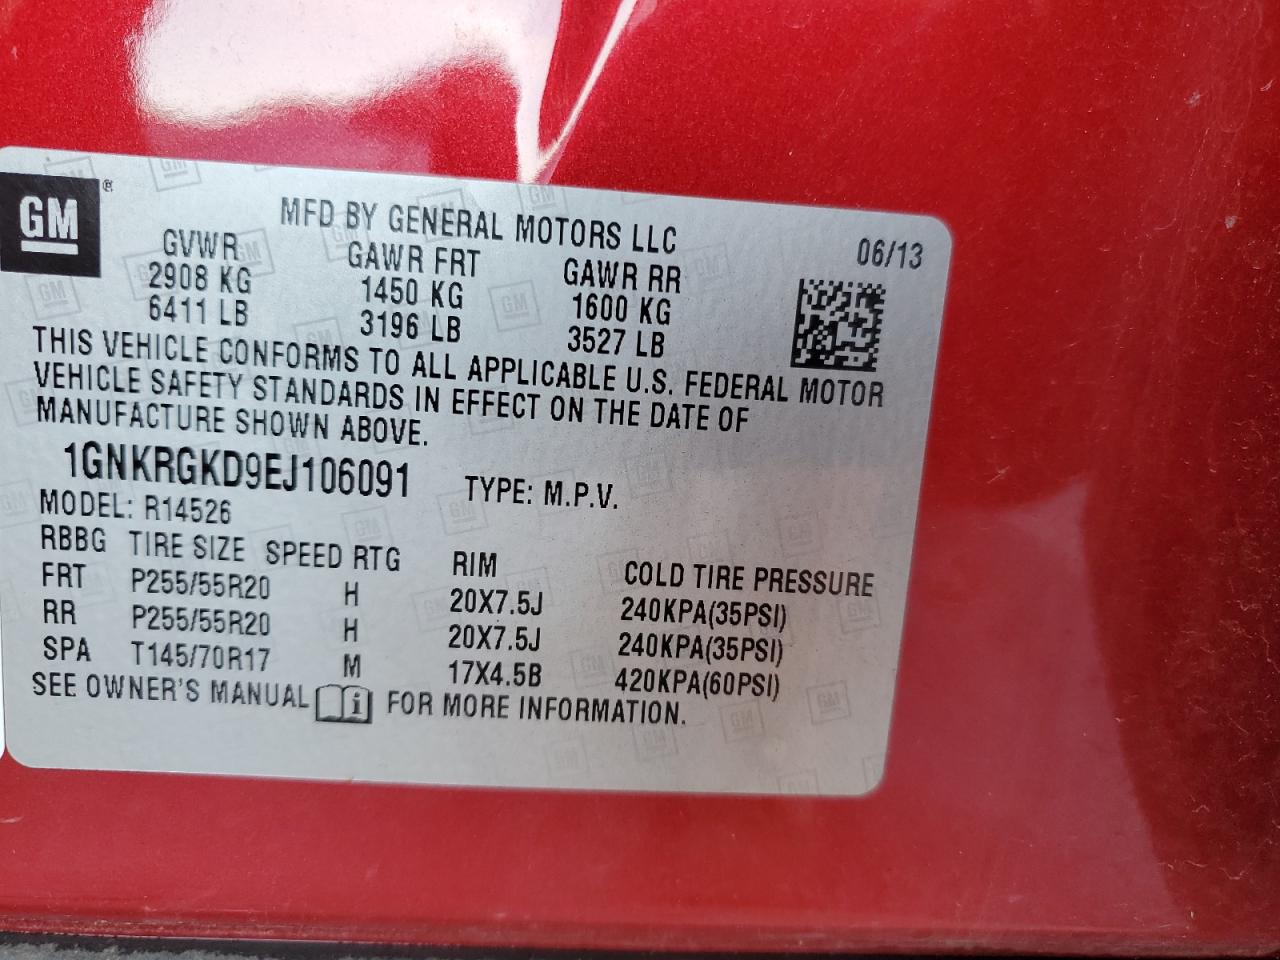 GM ®
MFD BY GENERAL MOTORS LLC
06/13
GVWR GAWR FRT GAWR RR
2908 KG 1450 KG 1600 KG
6411 LB 3196 LB 3527 LB
THIS VEHICLE CONFORMS TO ALL APPLICABLE U.S. FEDERAL MOTOR
VEHICLE SAFETY STANDARDS IN EFFECT ON THE DATE OF
MANUFACTURE SHOWN ABOVE.
1GNKRGKD9EJ106091 TYPE: M.P.V.
MODEL: R14526
RBBG TIRE SIZE SPEED RTG RIM COLD TIRE PRESSURE
FRT P255/55R20 H 20X7.5J 240KPA(35PSI)
RR P255/55R20 H 20X7.5J 240KPA(35PSI)
SPA T145/70R17 M 17X4.5B 420KPA(60PSI)
SEE OWNER'S MANUAL i FOR MORE INFORMATION.